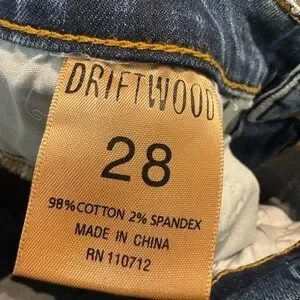 DRIFTWOOD
28
98% COTTON 2% SPANDEX
MADE IN CHINA
RN 110712